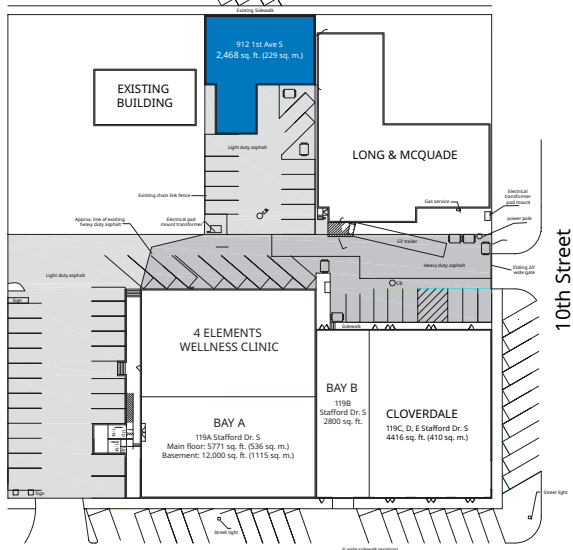 Existing Sidewalk
912 1st Ave S
2,468 sq. ft. (229 sq. m.)
EXISTING
BUILDING
Light duty asphalt
LONG & MCQUADE
Existing chain link fence
Gas service
Electrical
transformer
pad mount
power pole
Approx. line of existing
heavy duty asphalt
Electrical pad
mount transformer
53' trailer
Heavy duty asphalt
Sliding 20'
wide gate
10th Street
Light duty asphalt
CB
Sign
Sidewalk
4 ELEMENTS
WELLNESS CLINIC
BAY A
119A Stafford Dr. S
Main floor: 5771 sq. ft (536 sq. m.)
Basement: 12,000 sq. ft (1115 sq. m.)
BAY B
119B
Stafford Dr. S
2800 sq. ft.
CLOVERDALE
119C, D, E Stafford Dr. S
4416 sq. ft. (410 sq. m.)
Sign
Street light
Street light
6' wide sidewalk (existing)